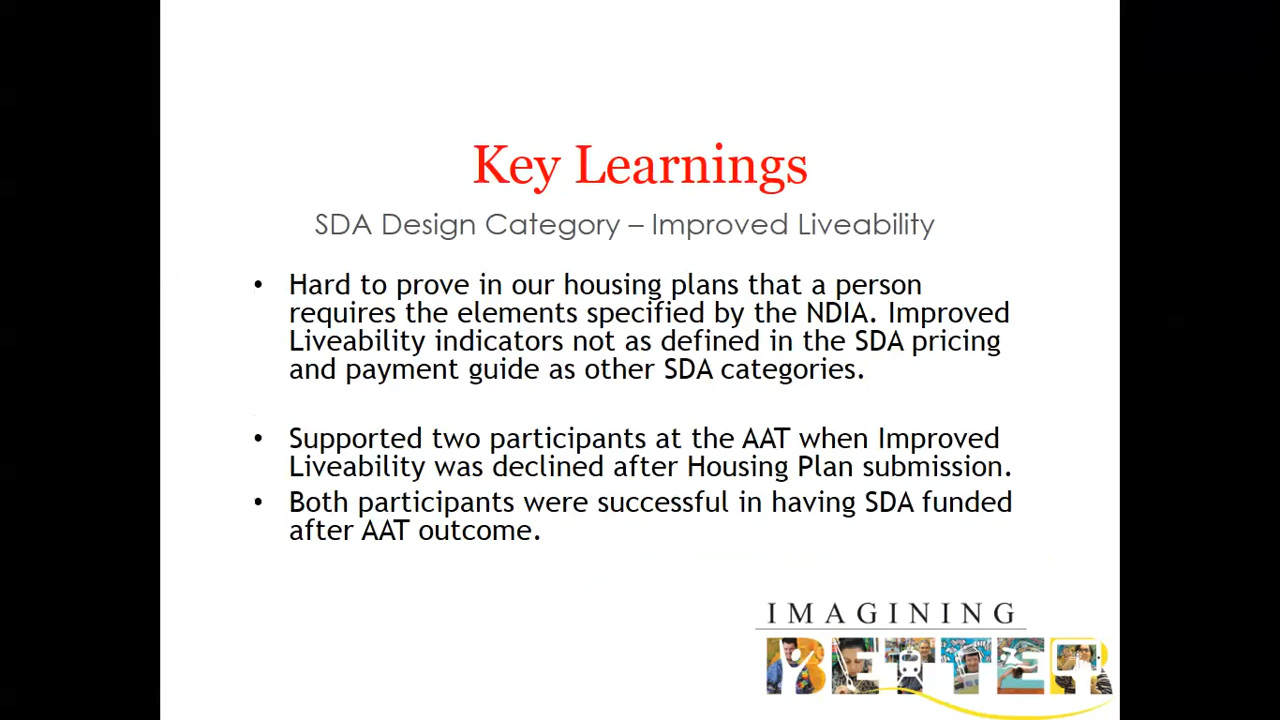 Key Learnings
SDA Design Category – Improved Liveability
• Hard to prove in our housing plans that a person
requires the elements specified by the NDIA. Improved
Liveability indicators not as defined in the SDA pricing
and payment guide as other SDA categories.
• Supported two participants at the AAT when Improved
Liveability was declined after Housing Plan submission.
• Both participants were successful in having SDA funded
after AAT outcome.
IMAGINING
BETTER